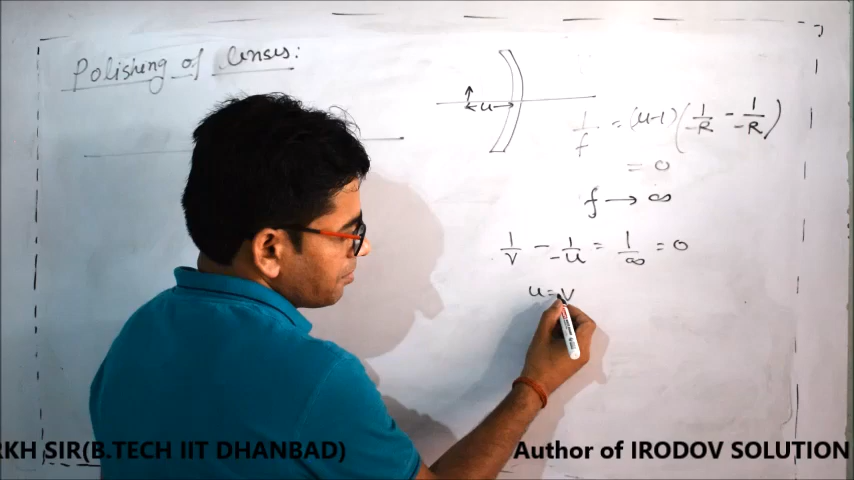 Polishing of lenses:
u
1/f = (μ-1)(1/-R - 1/-R)
= 0
f → ∞
1/v - 1/-u = 1/∞ = 0
u=v
RKH SIR(B.TECH IIT DHANBAD) Author of IRODOV SOLUTION